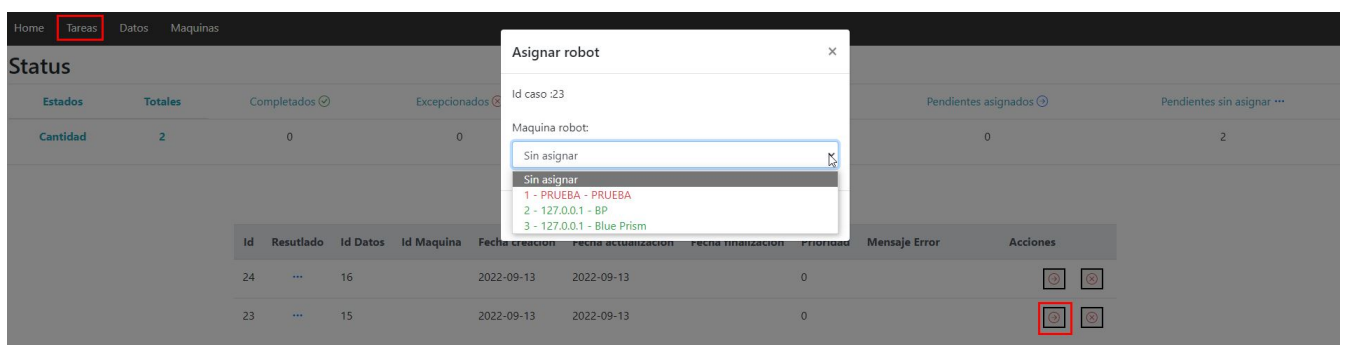 Home Tareas Datos Maquinas
Asignar robot ×
Status
Id caso :23
Estados Totales Completados Excepcionados Pendientes asignados Pendientes sin asignar
Maquina robot:
Cantidad 2 0 0 0 2
Sin asignar
Sin asignar
1 - PRUEBA - PRUEBA
2 - 127.0.0.1 - BP
3 - 127.0.0.1 - Blue Prism
Id Resutlado Id Datos Id Maquina Fecha creacion Fecha actualizacion Fecha finalizacion Prioridad Mensaje Error Acciones
24 ... 16 2022-09-13 2022-09-13 0
23 ... 15 2022-09-13 2022-09-13 0